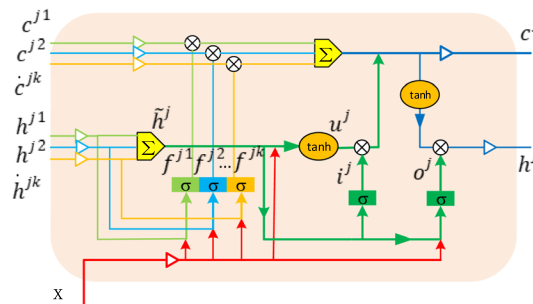 c^{j1}
c^{j2}
ċ^{jk}
Σ
c
tanh
h^{j1}
h^{j2}
ḣ^{jk}
Σ
h̃^j
f^{j1} f^{j2}... f^{jk}
σ σ σ
tanh
u^j
i^j
o^j
σ
σ
h
x